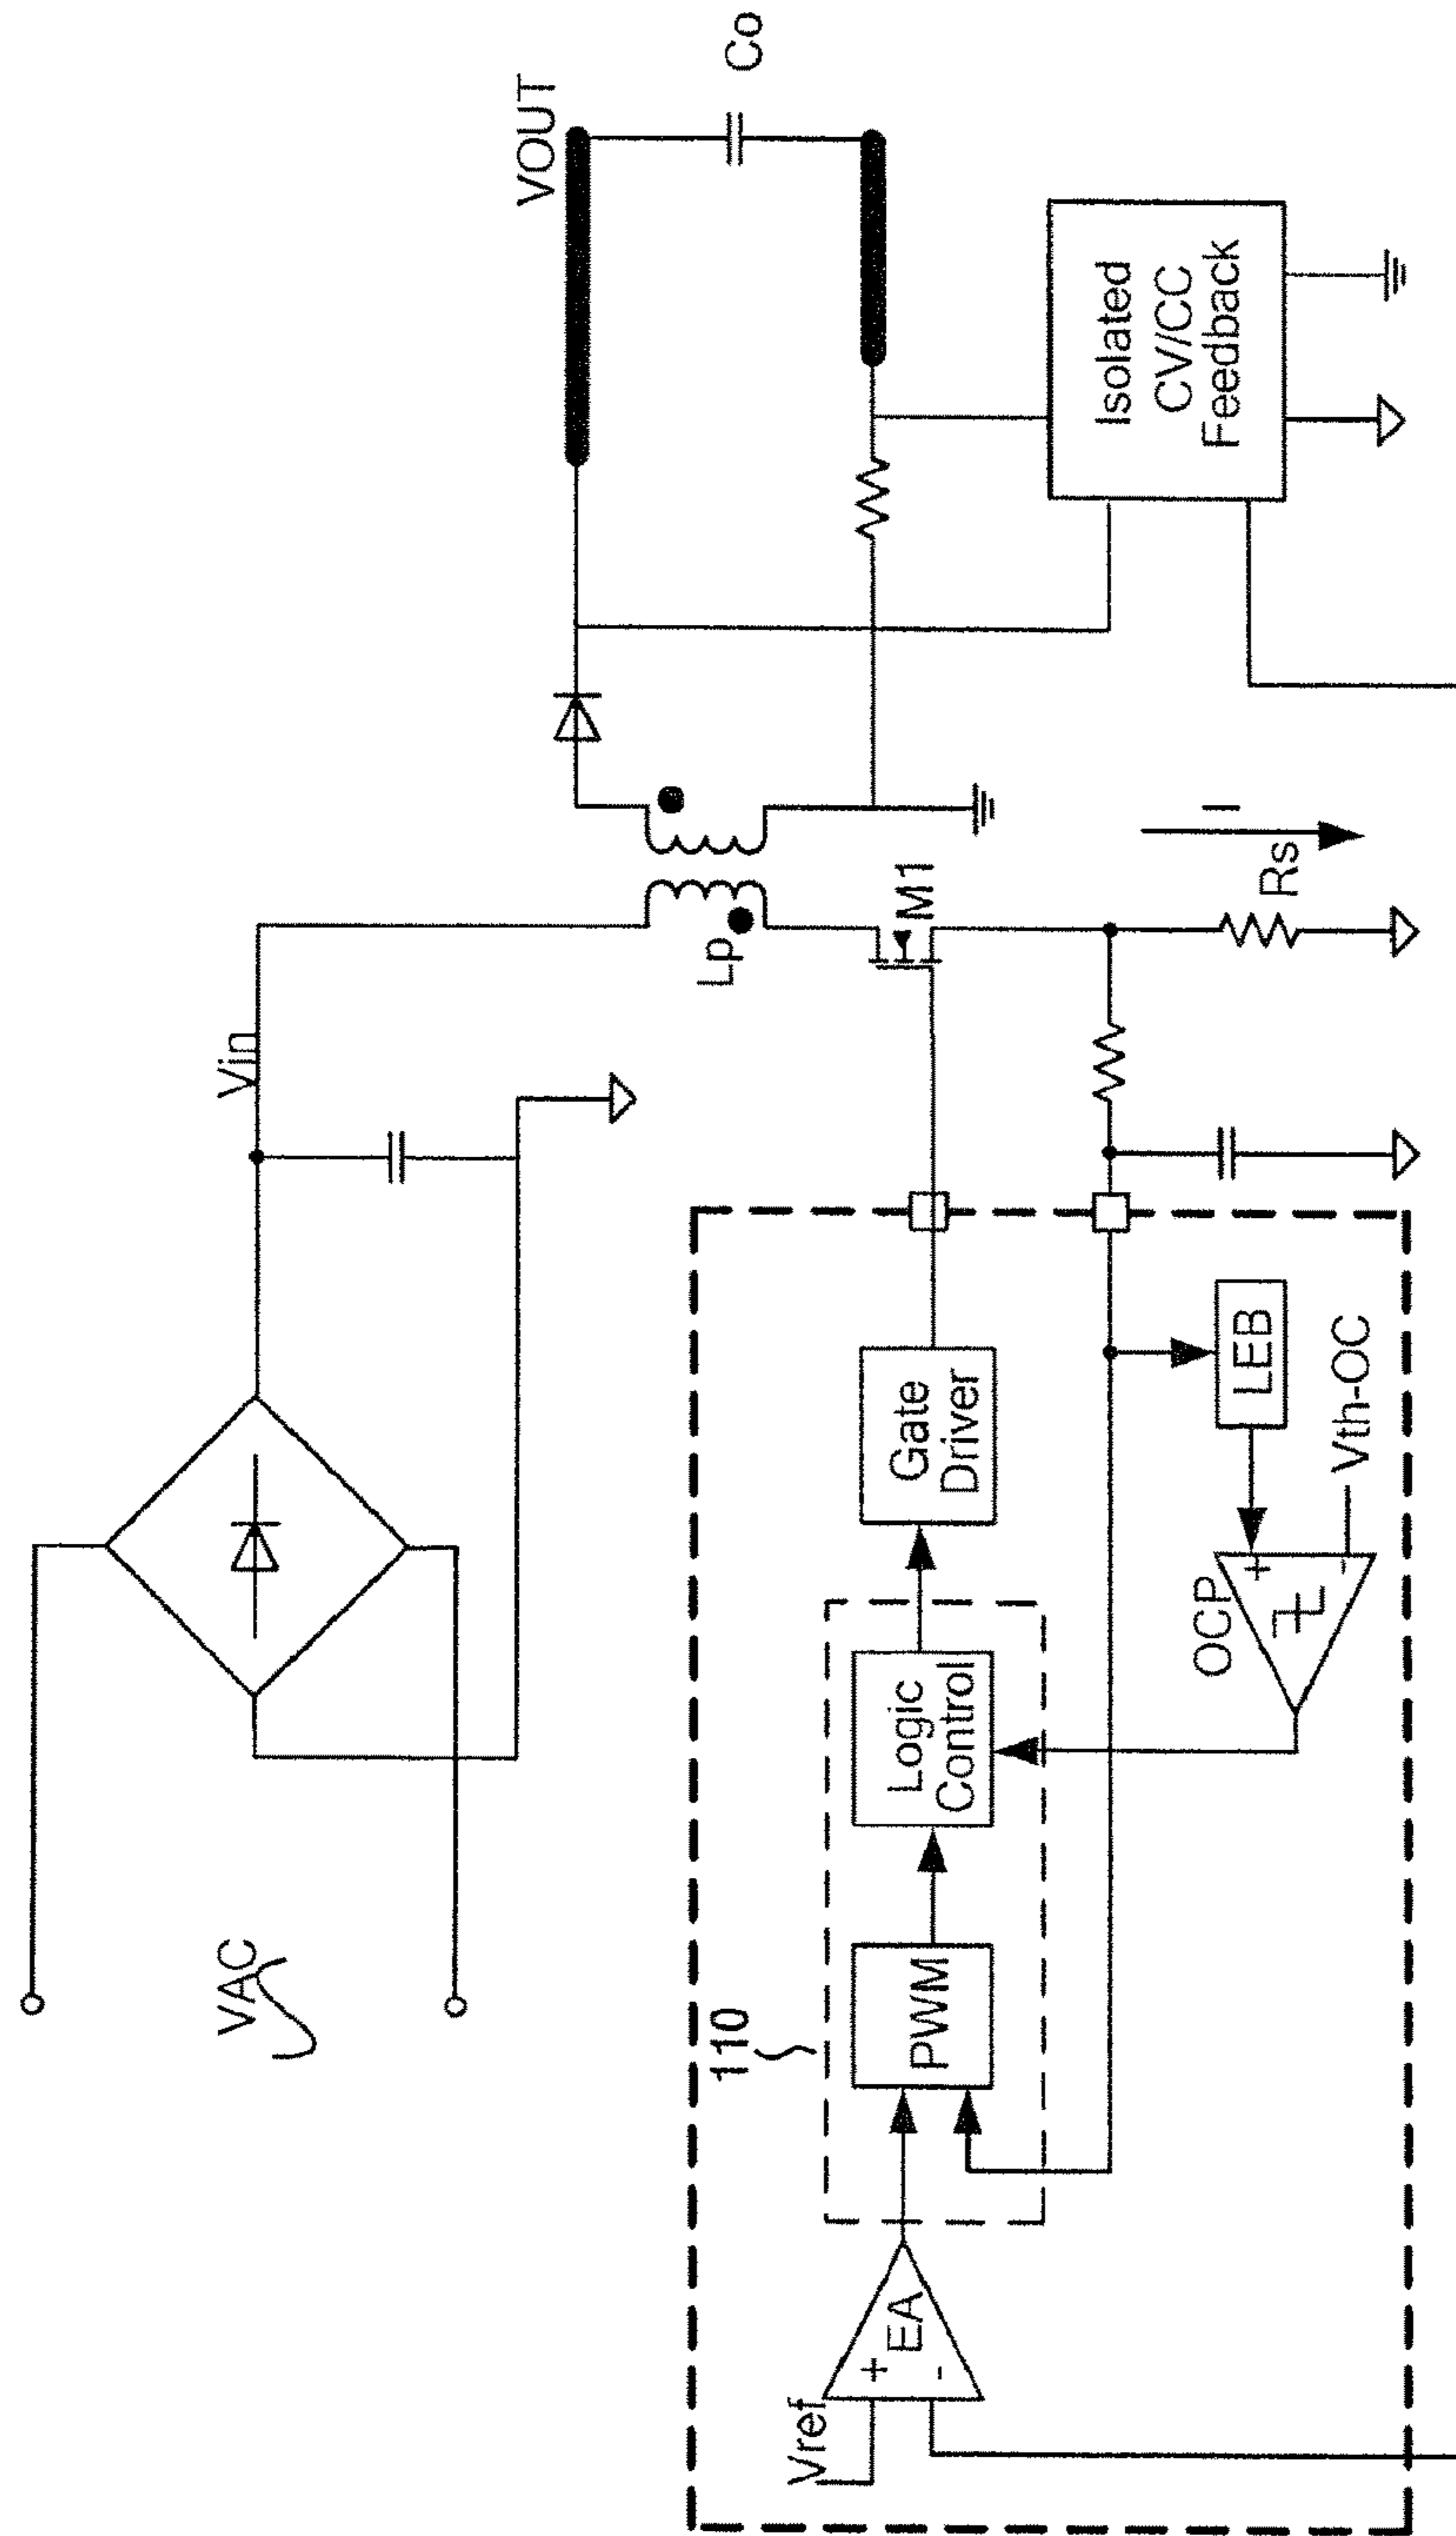 VAC
Vin
VOUT
Co
Lp
M1
110
Vref
+
EA
-
PWM
Logic
Control
Gate
Driver
OCP
+
-
LEB
Vth-OC
Rs
I
Isolated
CV/CC
Feedback